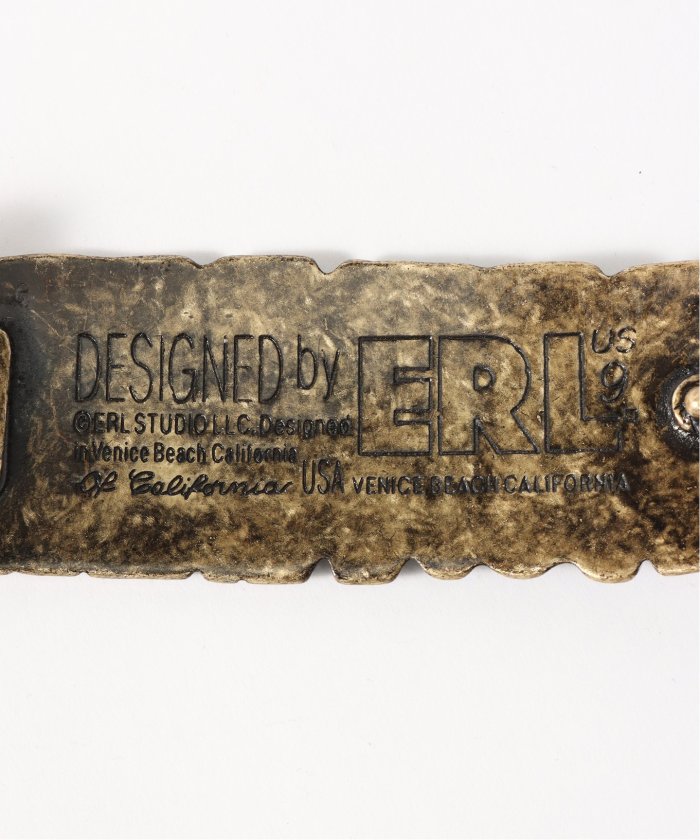 DESIGNED by ERL
US
©ERL STUDIO LLC. Designed
in Venice Beach California
Of California USA
VENICE BEACH CALIFORNIA